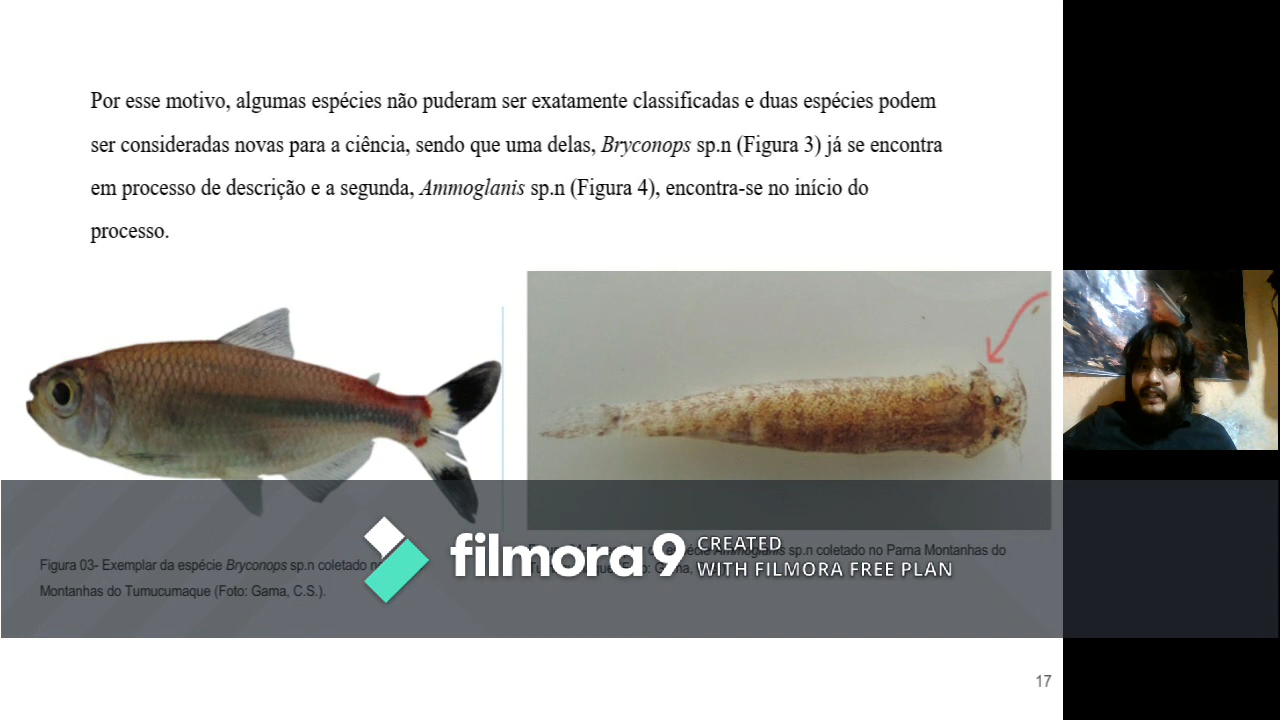 Por esse motivo, algumas espécies não puderam ser exatamente classificadas e duas espécies podem
ser consideradas novas para a ciência, sendo que uma delas, Bryconops sp.n (Figura 3) já se encontra
em processo de descrição e a segunda, Ammoglanis sp.n (Figura 4), encontra-se no início do
processo.
Figura 03- Exemplar da espécie Bryconops sp.n coletado
Montanhas do Tumucumaque (Foto: Gama, C.S.).
Ammoglanis sp.n coletado no Parna Montanhas do
filmora 9
CREATED
WITH FILMORA FREE PLAN
17